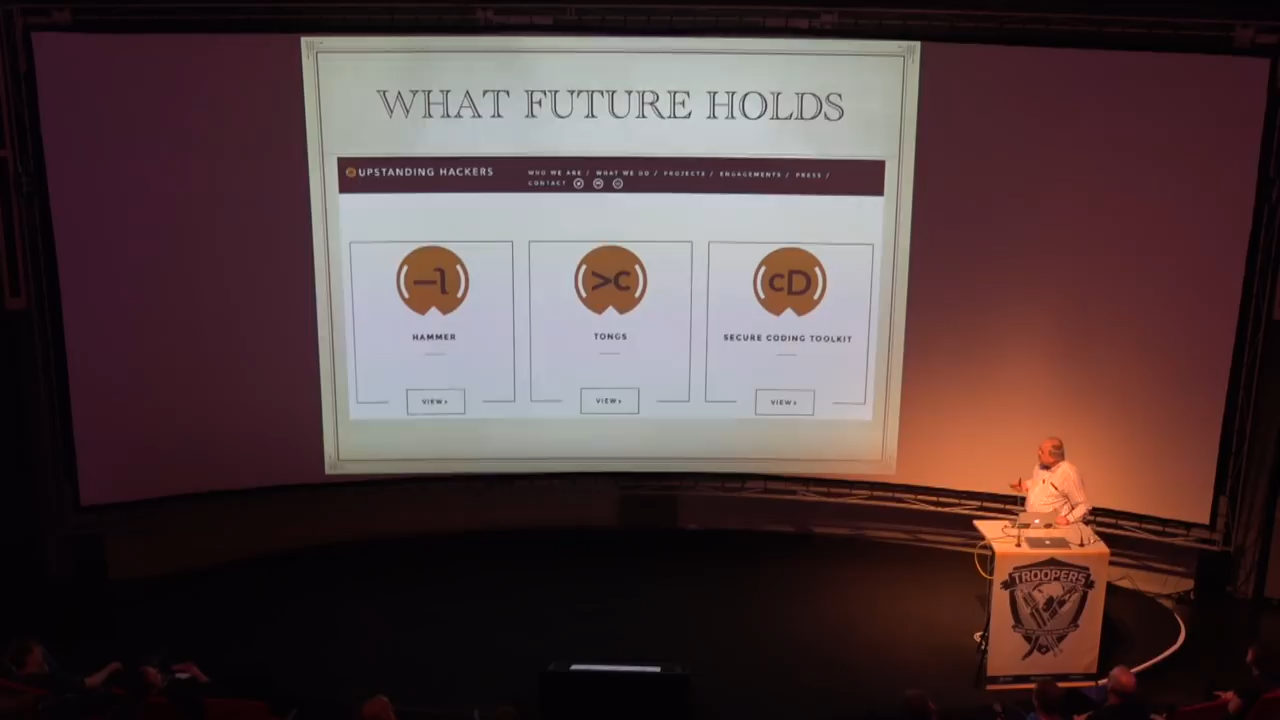 WHAT FUTURE HOLDS
UPSTANDING HACKERS
WHO WE ARE / WHAT WE DO / PROJECTS / ENGAGEMENTS / PRESS /
CONTACT
HAMMER
TONGS
SECURE CODING TOOLKIT
VIEW >
VIEW >
VIEW >
TROOPERS